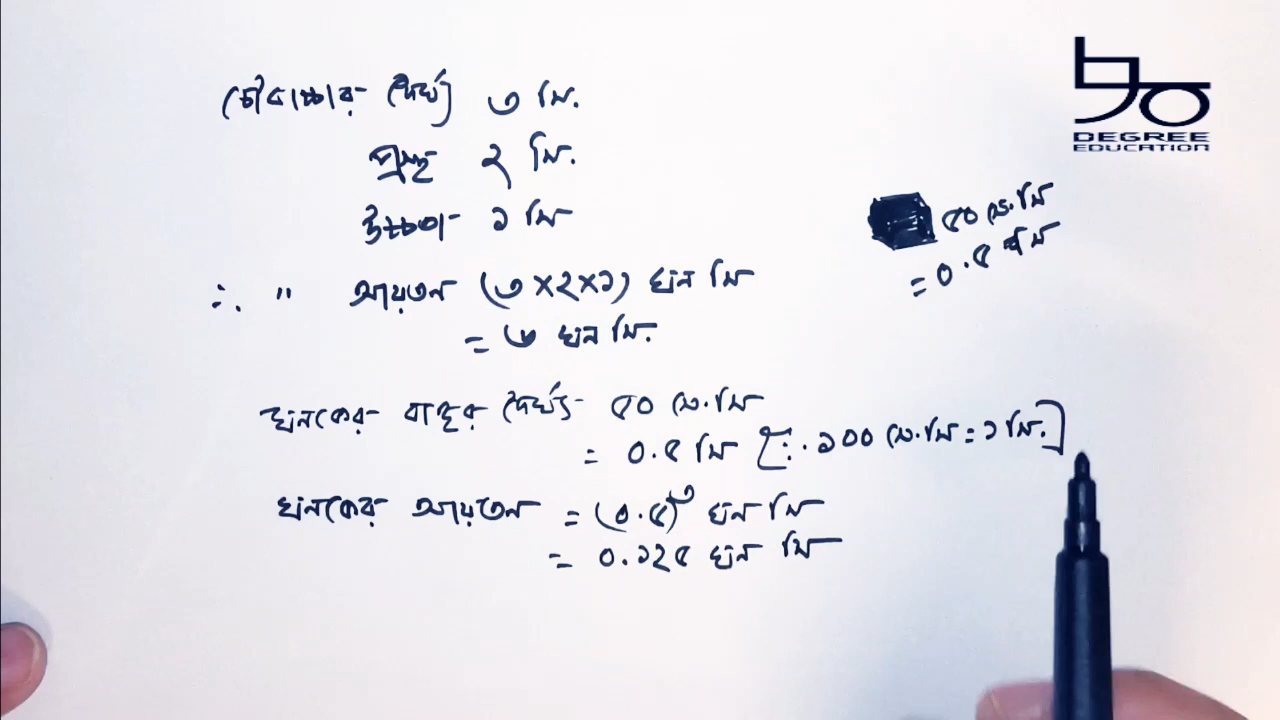 চৌবাচ্চার দৈর্ঘ্য ৩ মি.
প্রস্থ ২ মি.
উচ্চতা ১ মি
∴ " আয়তন (৩×২×১) ঘন মি
= ৬ ঘন মি.
ঘনকের বাহুর দৈর্ঘ্য ৫০ সে.মি
= ০.৫ মি [∵ ১০০ সে.মি = ১ মি.]
ঘনকের আয়তন = (০.৫)³ ঘন মি
= ০.১২৫ ঘন মি
৫০ সে.মি
= ০.৫ মি
DEGREE
EDUCATION